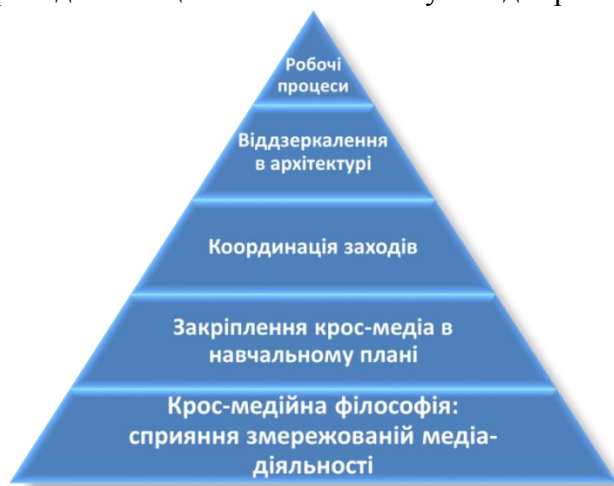 Робочі
процеси
Віддзеркалення
в архітектурі
Координація заходів
Закріплення крос-медіа в
навчальному плані
Крос-медійна філософія:
сприяння змережованій медіа-
діяльності